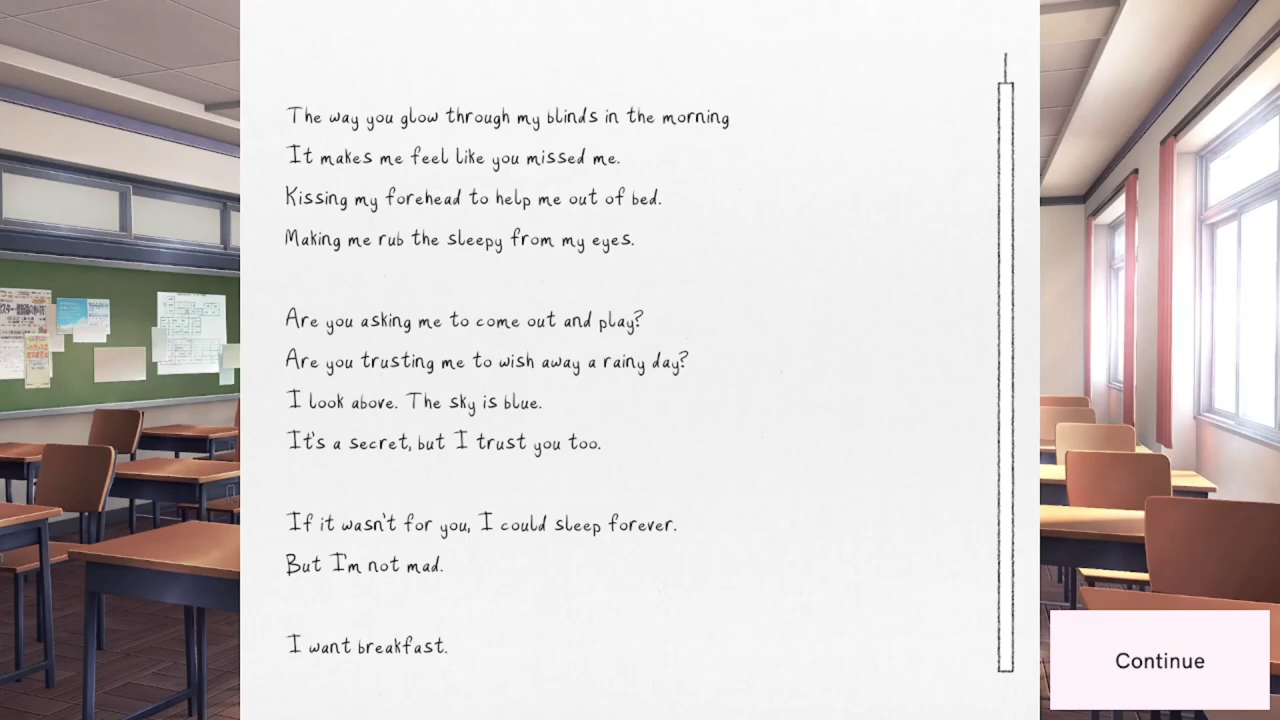 The way you glow through my blinds in the morning
It makes me feel like you missed me.
Kissing my forehead to help me out of bed.
Making me rub the sleepy from my eyes.
Are you asking me to come out and play?
Are you trusting me to wish away a rainy day?
I look above. The sky is blue.
It's a secret, but I trust you too.
If it wasn't for you, I could sleep forever.
But I'm not mad.
I want breakfast.
Continue